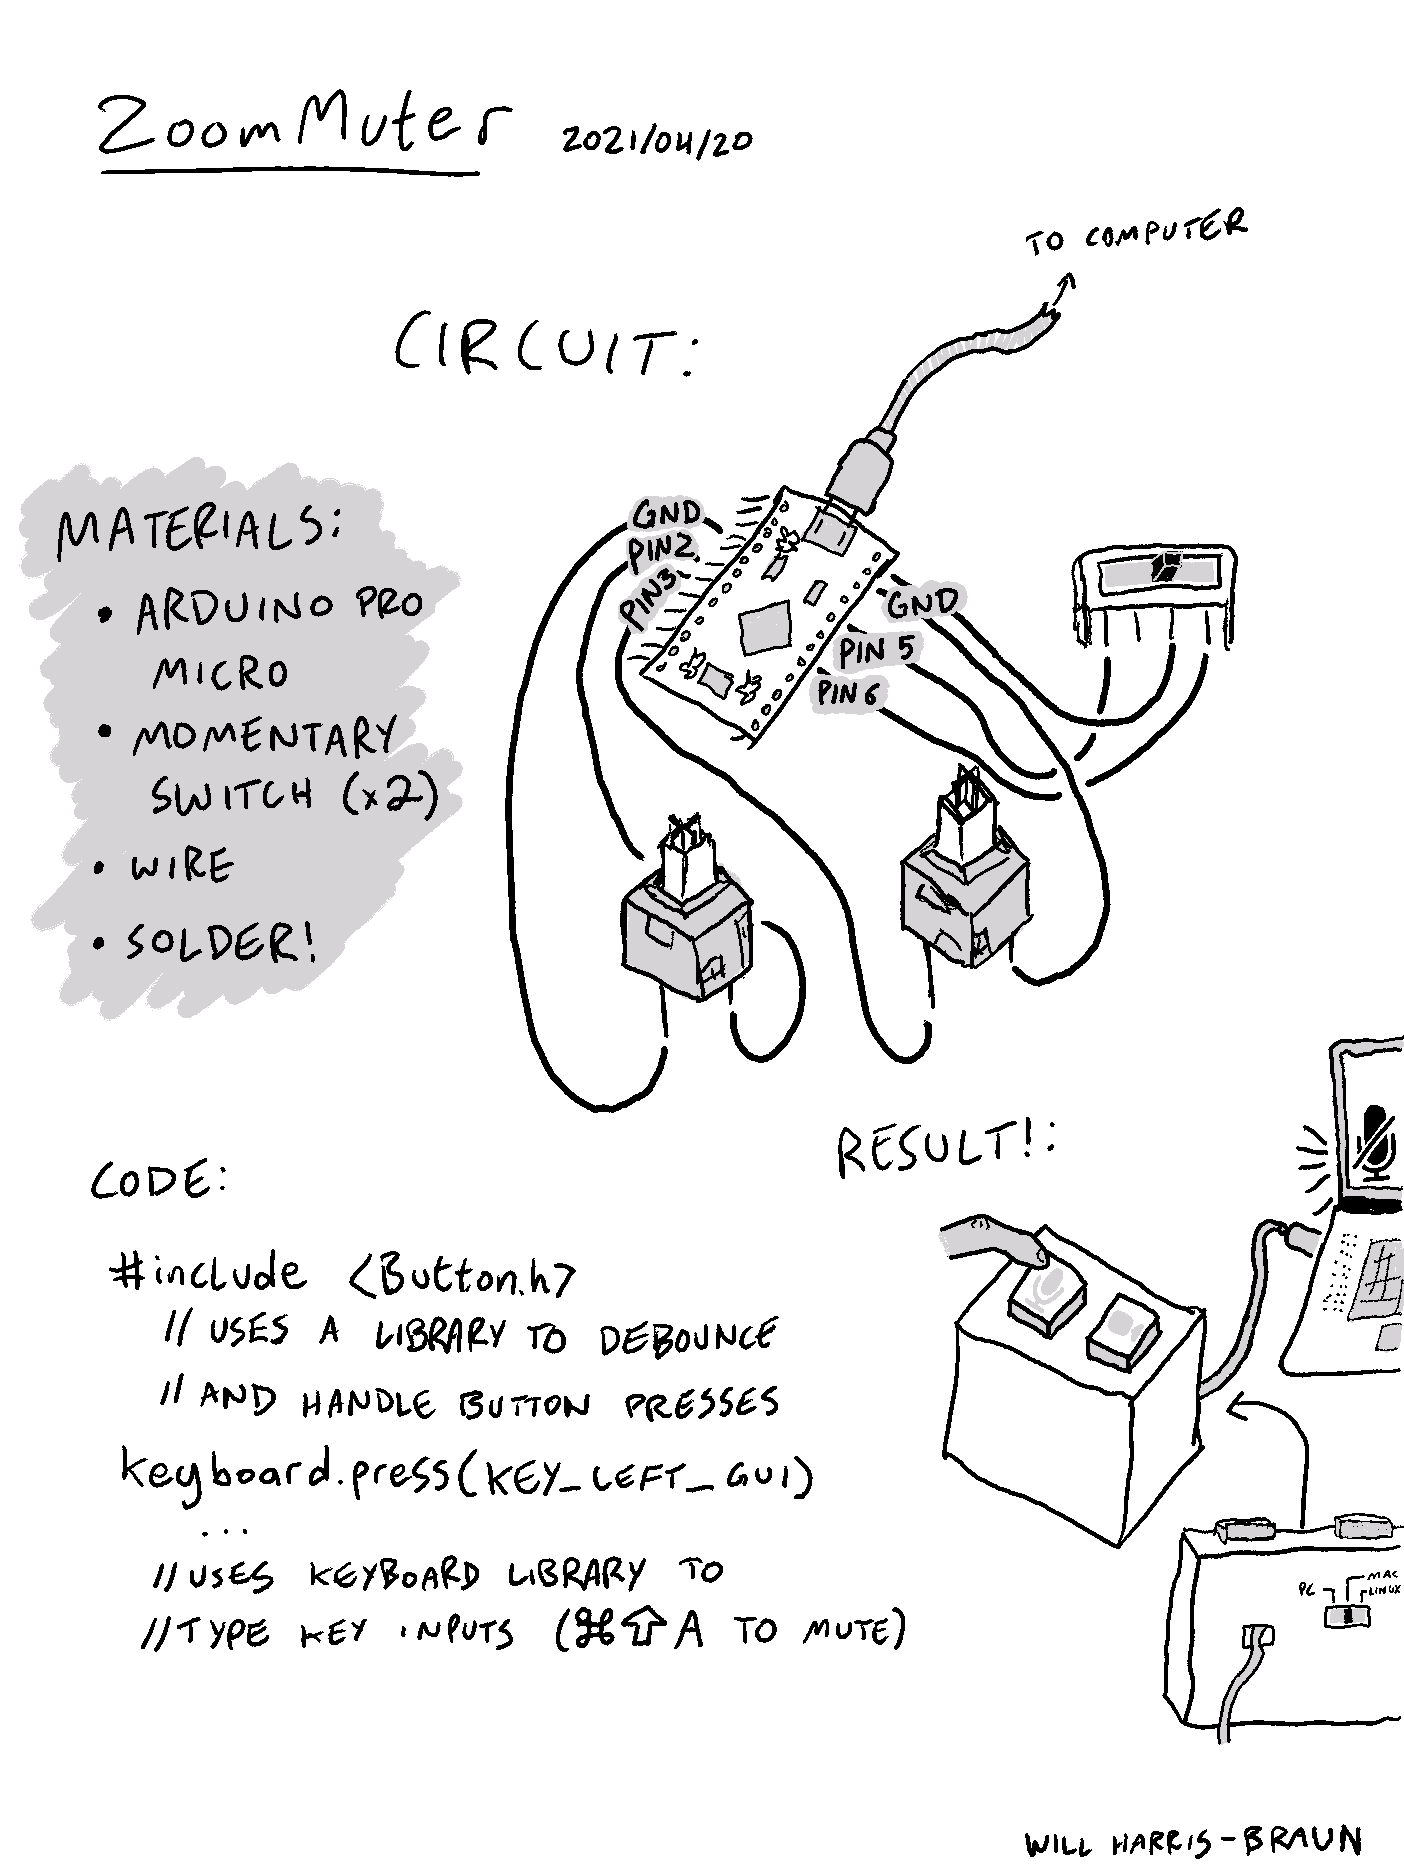 ZoomMuter 2021/04/20
TO COMPUTER
CIRCUIT:
MATERIALS:
• ARDUINO PRO
MICRO
• MOMENTARY
SWITCH (x2)
• WIRE
• SOLDER!
GND
PIN2
PIN3
GND
PIN 5
PIN 6
RESULT!:
CODE:
#include <Button.h>
// USES A LIBRARY TO DEBOUNCE
// AND HANDLE BUTTON PRESSES
keyboard.press(KEY_LEFT_GUI)
...
// USES KEYBOARD LIBRARY TO
// TYPE KEY INPUTS (⌘⇧A TO MUTE)
PC
MAC
LINUX
WILL HARRIS-BRAUN